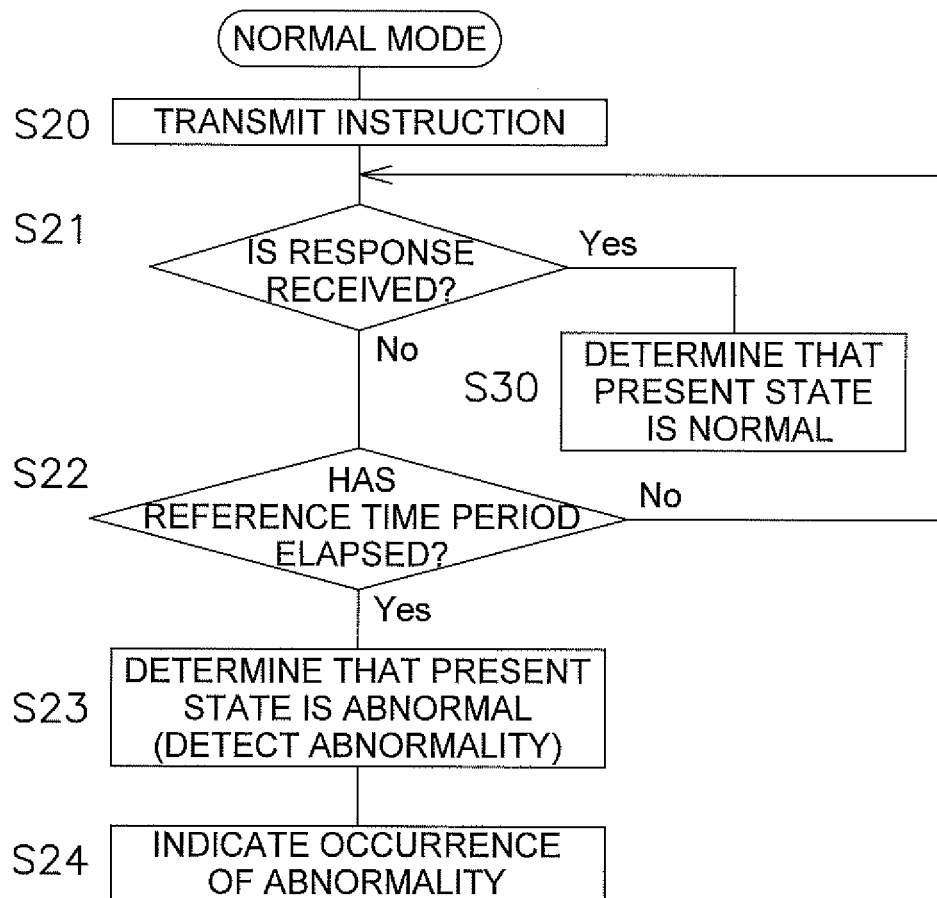 NORMAL MODE
S20
TRANSMIT INSTRUCTION
S21
IS RESPONSE
RECEIVED?
Yes
No
S30
DETERMINE THAT
PRESENT STATE
IS NORMAL
S22
HAS
REFERENCE TIME PERIOD
ELAPSED?
No
Yes
S23
DETERMINE THAT PRESENT
STATE IS ABNORMAL
(DETECT ABNORMALITY)
S24
INDICATE OCCURRENCE
OF ABNORMALITY